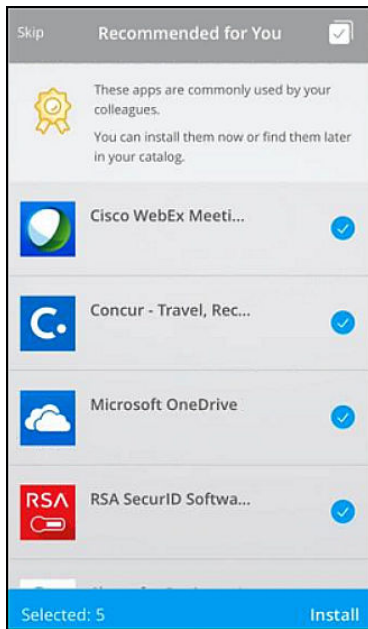 Skip
Recommended for You
These apps are commonly used by your
colleagues.
You can install them now or find them later
in your catalog.
Cisco WebEx Meeti...
C.
Concur - Travel, Rec...
Microsoft OneDrive
RSA
RSA SecurID Softwa...
Selected: 5
Install